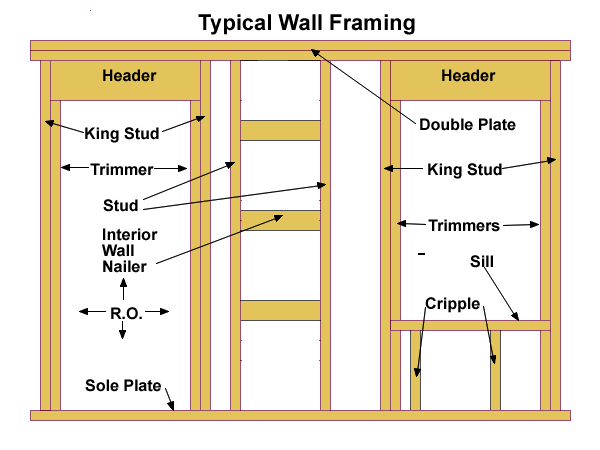 Typical Wall Framing
Header
Header
Double Plate
King Stud
Trimmer
King Stud
Stud
Trimmers
Interior
Wall
Nailer
Sill
Cripple
R.O.
Sole Plate